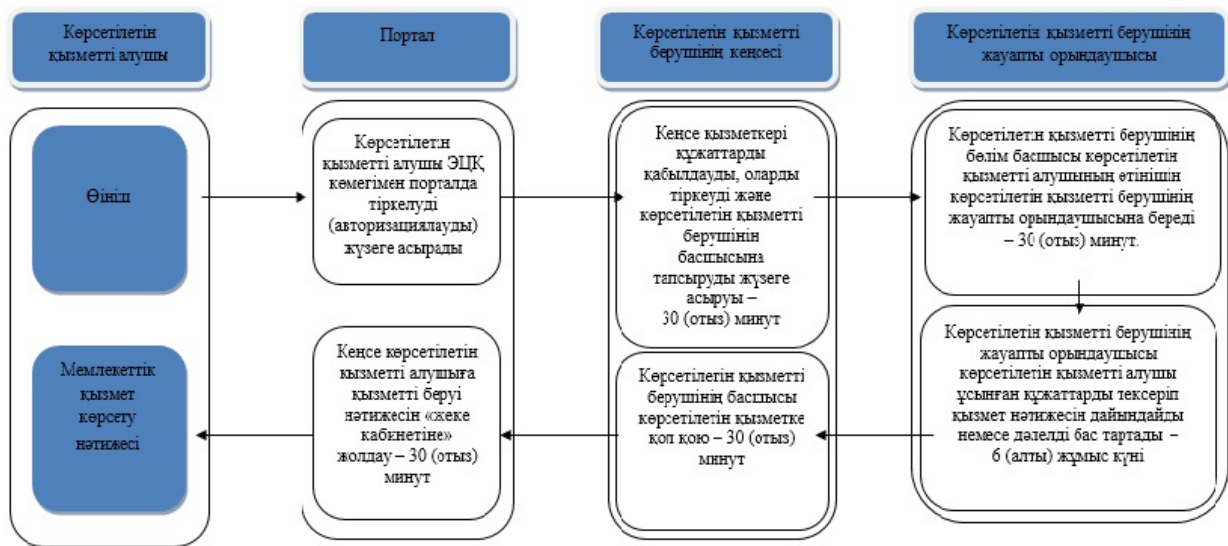 Көрсетілетін
қызметті алушы
Портал
Көрсетілетін қызметті
берушінің кеңсесі
Көрсетілетін қызметті берушінің
жауапты орындаушысы
Өініш
Көрсетілетін
қызметті алушы ЭЦҚ
көмегімен порталда
тіркелуді
(авторизациялауды)
жүзеге асырады
Кеңсе қызметкері
құжаттарды
қабылдауды, оларды
тіркеуді және
көрсетілетін қызметті
берушінін
басшысына
тапсыруды жүзеге
асыруы –
30 (отыз) минут
Көрсетілетін қызметті берушінің
бөлім басшысы көрсетілетін
қызметті алушының өтінішін
көрсетілетін қызметті берушінің
жауапты орындаушысына береді
– 30 (отыз) минут.
Мемлекеттік
қызмет
көрсету
нәтижесі
Кеңсе көрсетілетін
қызметті алушыға
қызметті беруі
нәтижесін «жеке
кабинетіне»
жолдау – 30 (отыз)
минут
Көрсетілетін қызметті
берушінің басшысы
көрсетілетін қызметке
қол қою – 30 (отыз)
минут
Көрсетілетін қызметті берушінің
жауапты орындаушысы
көрсетілетін қызметті алушы
ұсынған құжаттарды тексеріп
қызмет нәтижесін дайындайды
немесе дәлелді бас тартады –
6 (алты) жұмыс күні